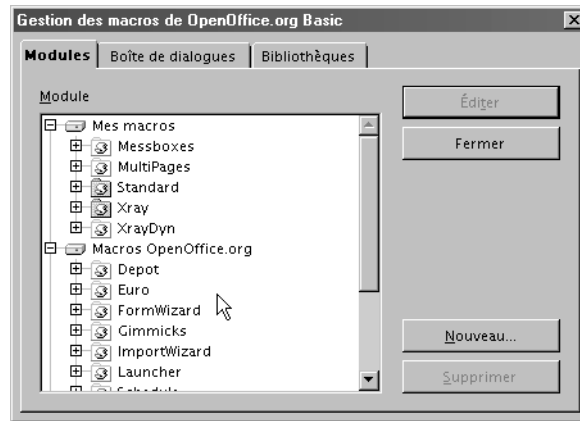 Gestion des macros de OpenOffice.org Basic
Modules
Boîte de dialogues
Bibliothèques
Module
Mes macros
Messboxes
MultiPages
Standard
Xray
XrayDyn
Macros OpenOffice.org
Depot
Euro
FormWizard
Gimmicks
ImportWizard
Launcher
Éditer
Fermer
Nouveau...
Supprimer